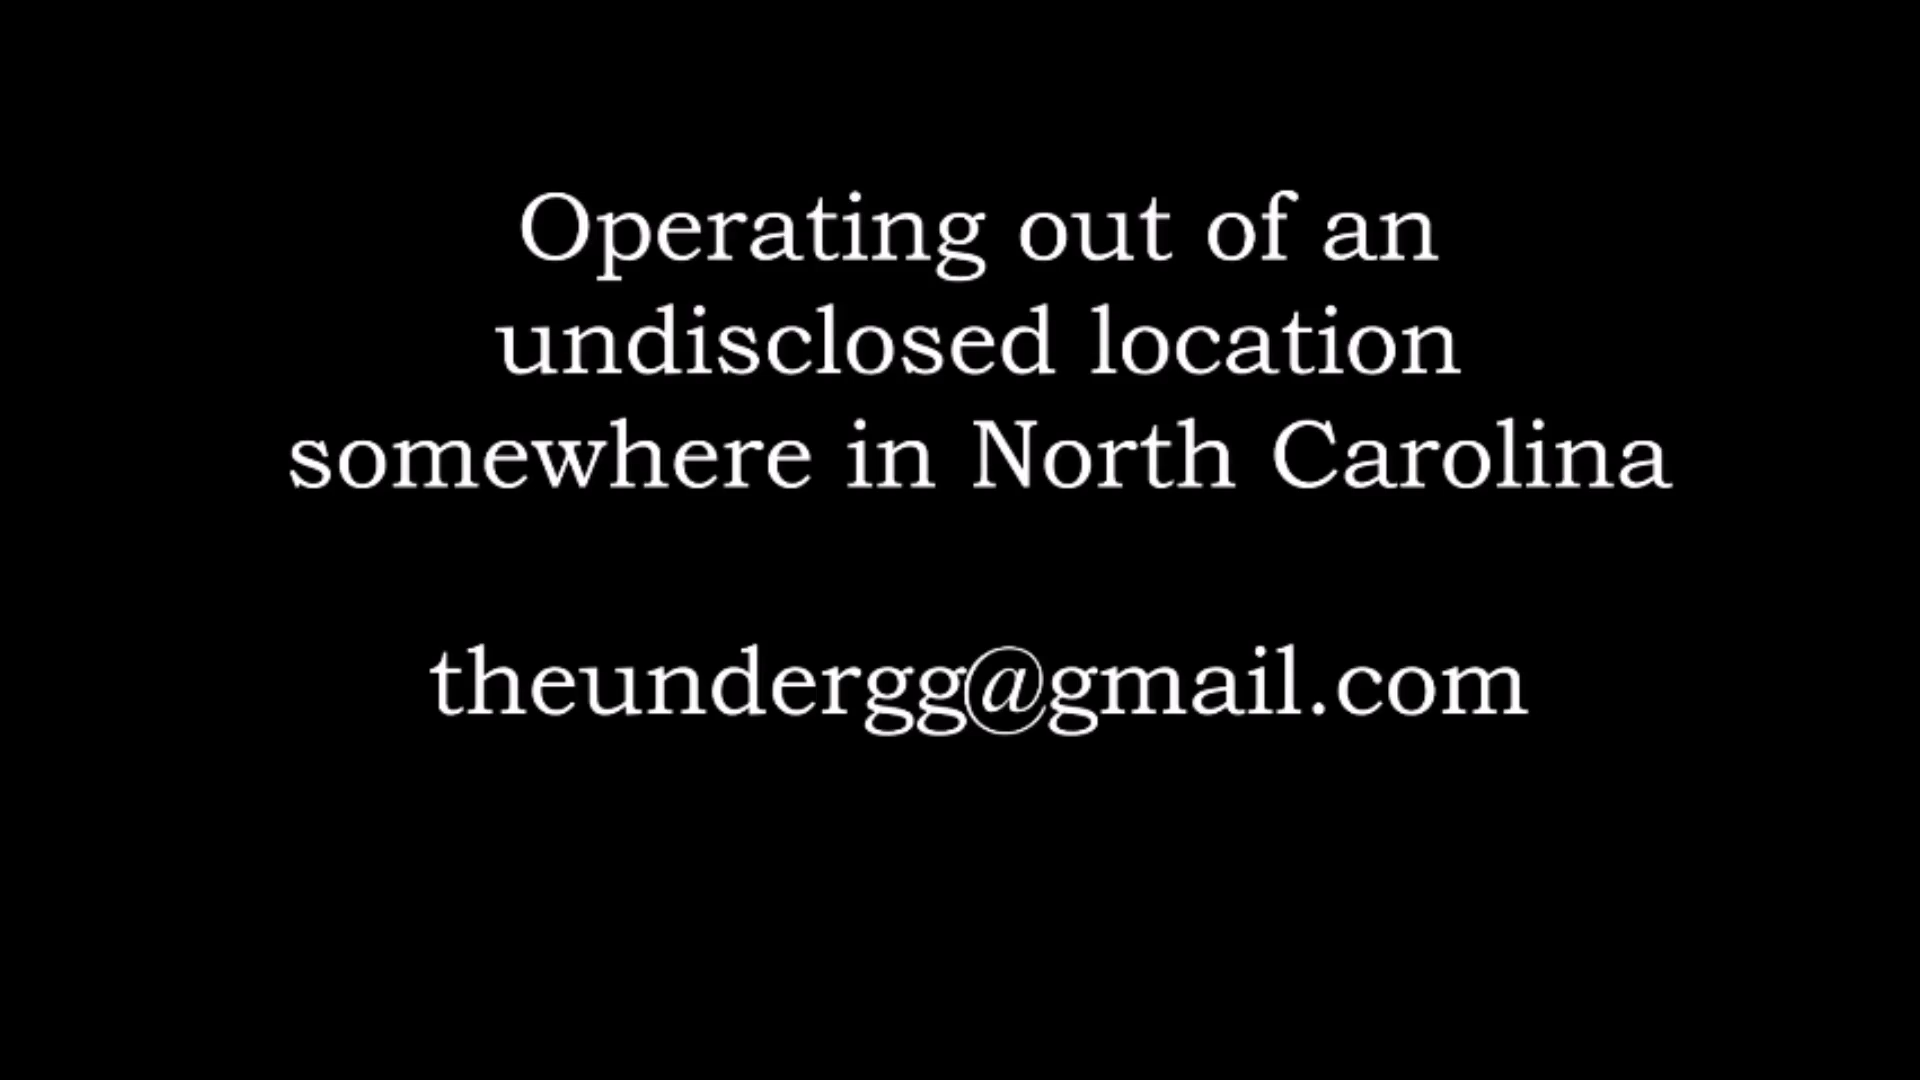 Operating out of an
undisclosed location
somewhere in North Carolina
theundergg@gmail.com